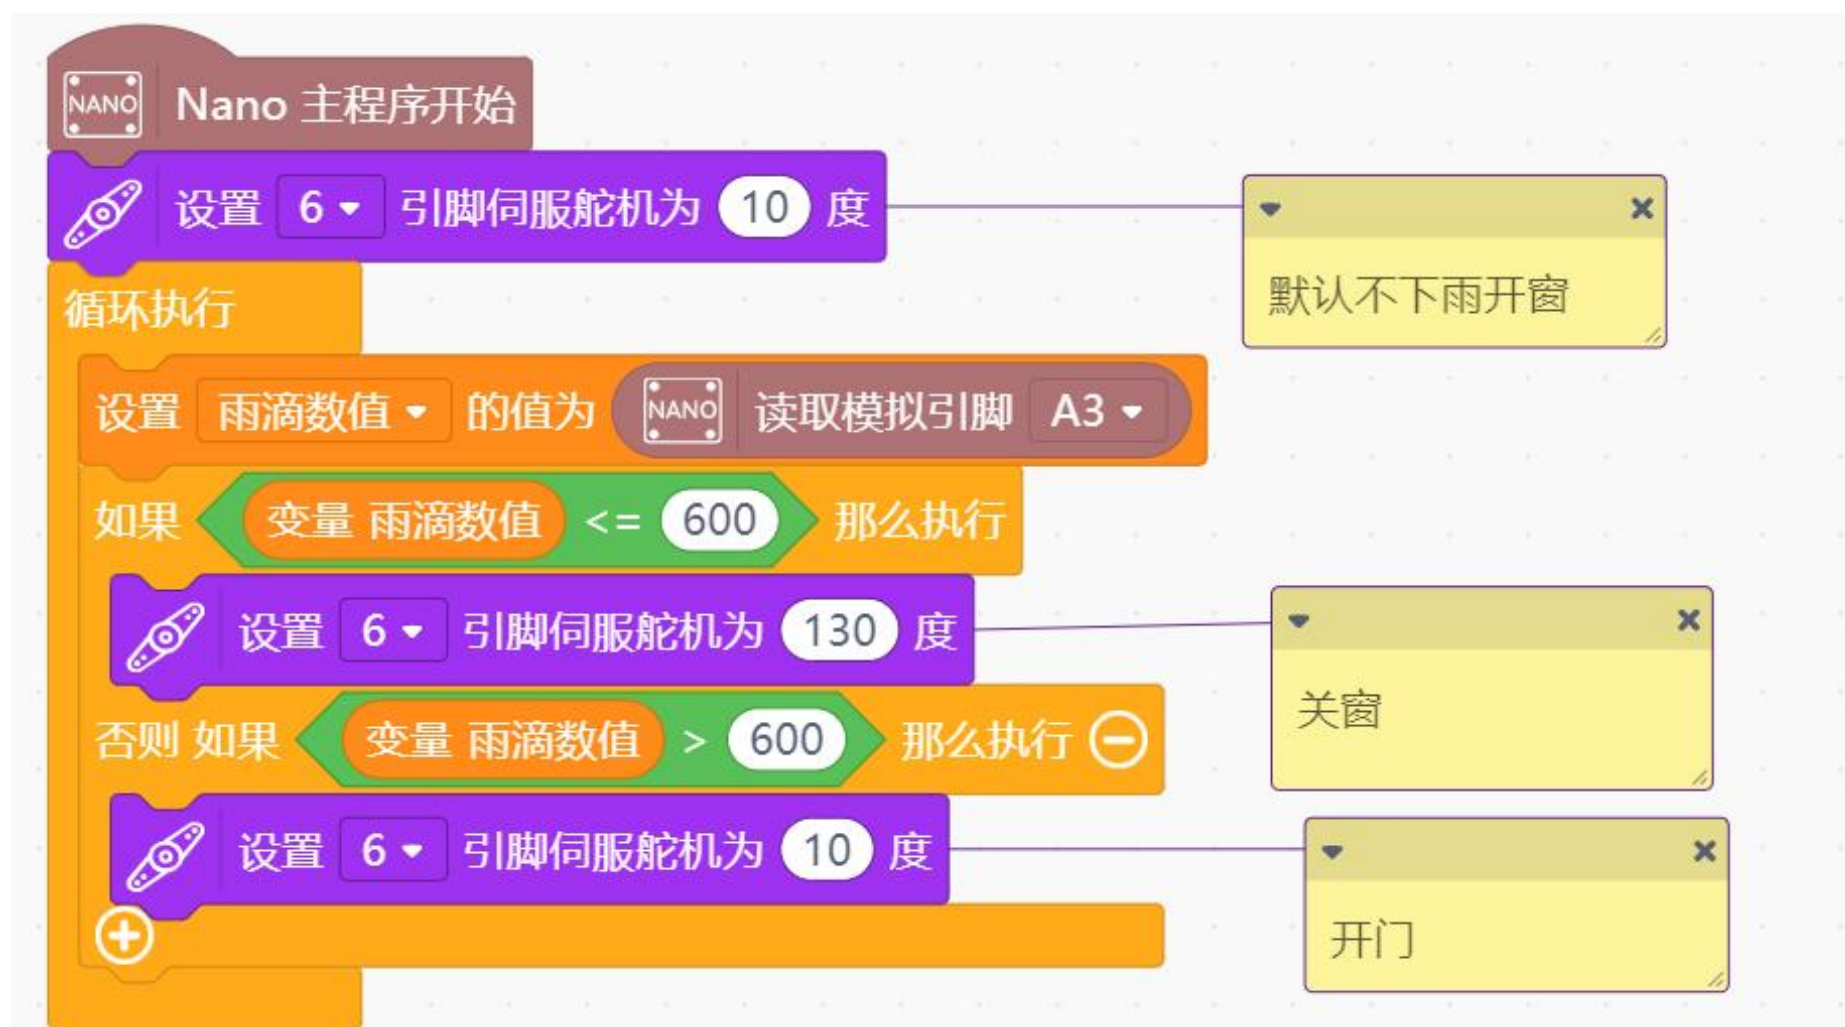 NANO Nano 主程序开始
设置 6 引脚伺服舵机为 10 度
默认不下雨开窗
循环执行
设置 雨滴数值 的值为 NANO 读取模拟引脚 A3
如果 变量 雨滴数值 <= 600 那么执行
设置 6 引脚伺服舵机为 130 度
关窗
否则 如果 变量 雨滴数值 > 600 那么执行
设置 6 引脚伺服舵机为 10 度
开门